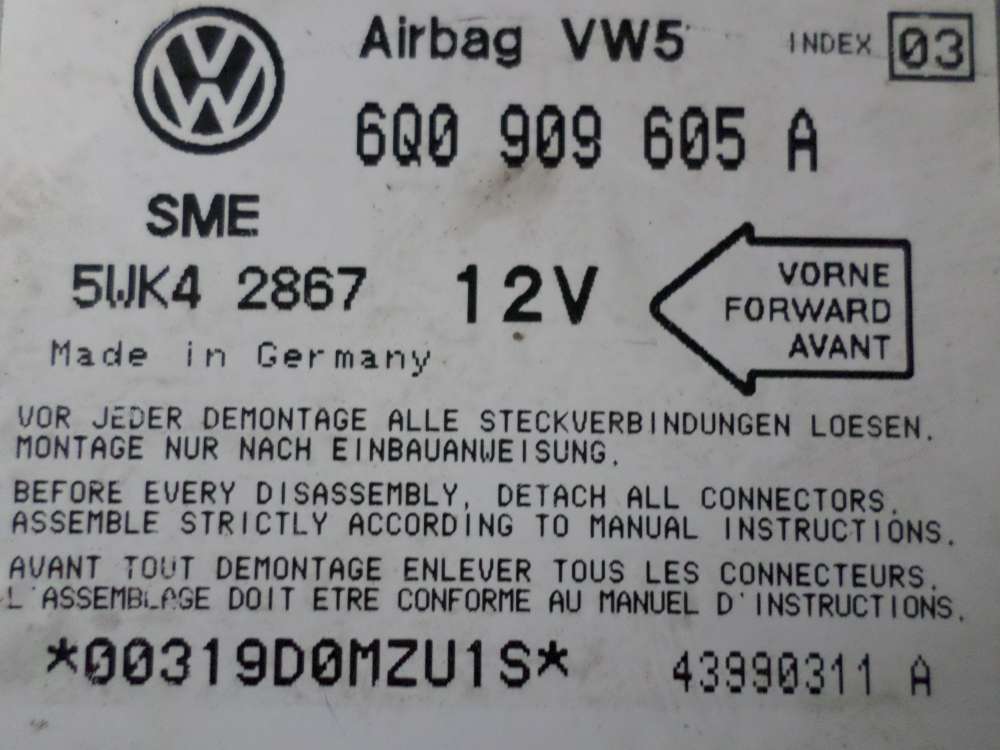 Airbag VW5 INDEX 03
6Q0 909 605 A
SME
5WK4 2867 12V
VORNE
FORWARD
AVANT
Made in Germany
VOR JEDER DEMONTAGE ALLE STECKVERBINDUNGEN LOESEN.
MONTAGE NUR NACH EINBAUANWEISUNG.
BEFORE EVERY DISASSEMBLY, DETACH ALL CONNECTORS.
ASSEMBLE STRICTLY ACCORDING TO MANUAL INSTRUCTIONS.
AVANT TOUT DEMONTAGE ENLEVER TOUS LES CONNECTEURS.
L'ASSEMBLAGE DOIT ETRE CONFORME AU MANUEL D'INSTRUCTIONS.
*00319D0MZU1S* 43990311 A